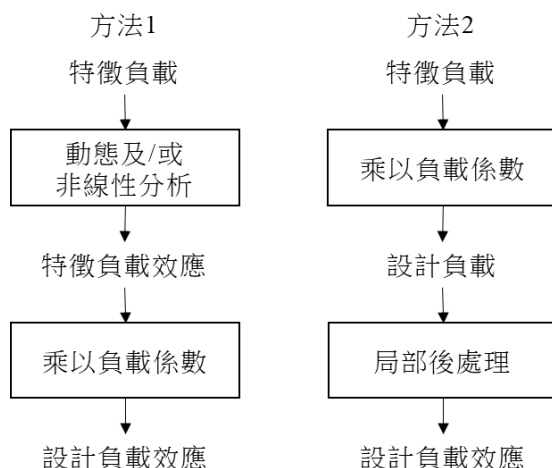 方法1
特徵負載
動態及/或
非線性分析
特徵負載效應
乘以負載係數
設計負載效應
方法2
特徵負載
乘以負載係數
設計負載
局部後處理
設計負載效應